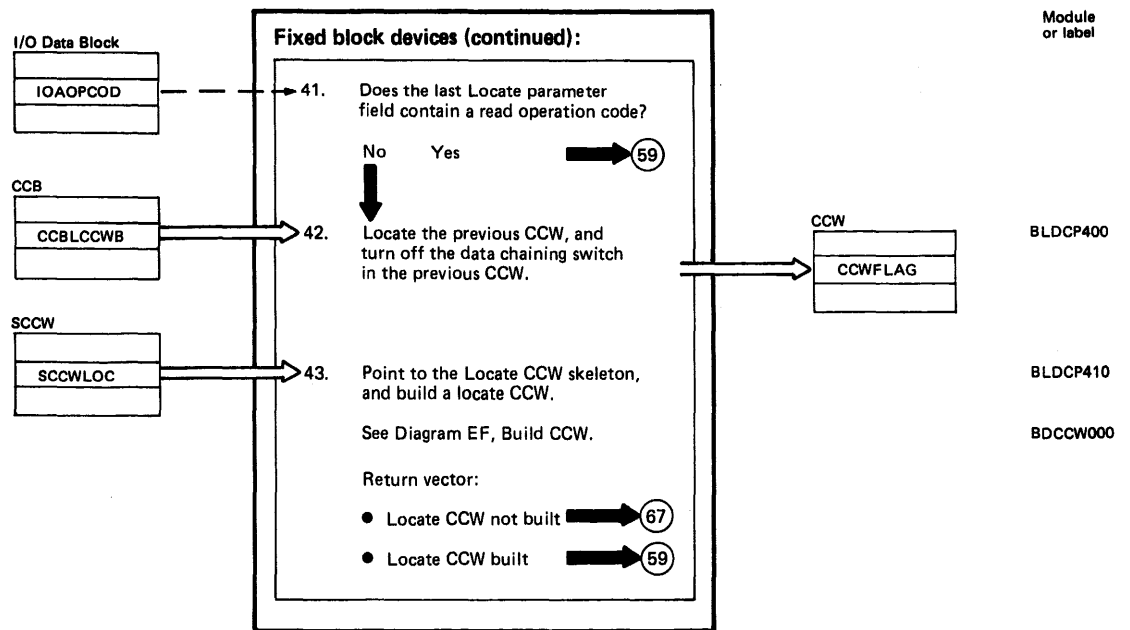 Module
or label
Fixed block devices (continued):
I/O Data Block
IOAOPCOD
41. Does the last Locate parameter
field contain a read operation code?
No Yes 59
CCB
CCBLCCWB
42. Locate the previous CCW, and
turn off the data chaining switch
in the previous CCW.
CCW
CCWFLAG
BLDCP400
SCCW
SCCWLOC
43. Point to the Locate CCW skeleton,
and build a locate CCW.
BLDCP410
See Diagram EF, Build CCW.
BDCCW000
Return vector:
● Locate CCW not built 67
● Locate CCW built 59